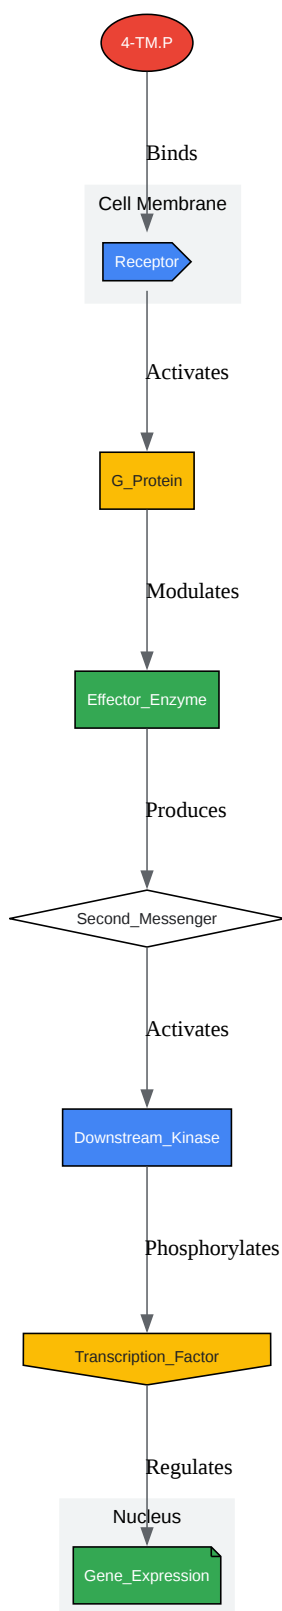 4-TM.P
Binds
Cell Membrane
Receptor
Activates
G_Protein
Modulates
Effector_Enzyme
Produces
Second_Messenger
Activates
Downstream_Kinase
Phosphorylates
Transcription_Factor
Regulates
Nucleus
Gene_Expression